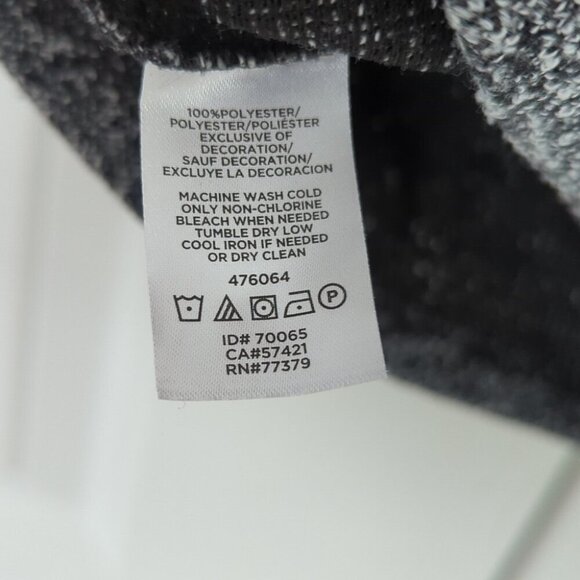 100%POLYESTER/
POLYESTER/POLIÉSTER
EXCLUSIVE OF
DECORATION/
SAUF DECORATION/
EXCLUYE LA DECORACION
MACHINE WASH COLD
ONLY NON-CHLORINE
BLEACH WHEN NEEDED
TUMBLE DRY LOW
COOL IRON IF NEEDED
OR DRY CLEAN
476064
P
ID# 70065
CA#57421
RN#77379